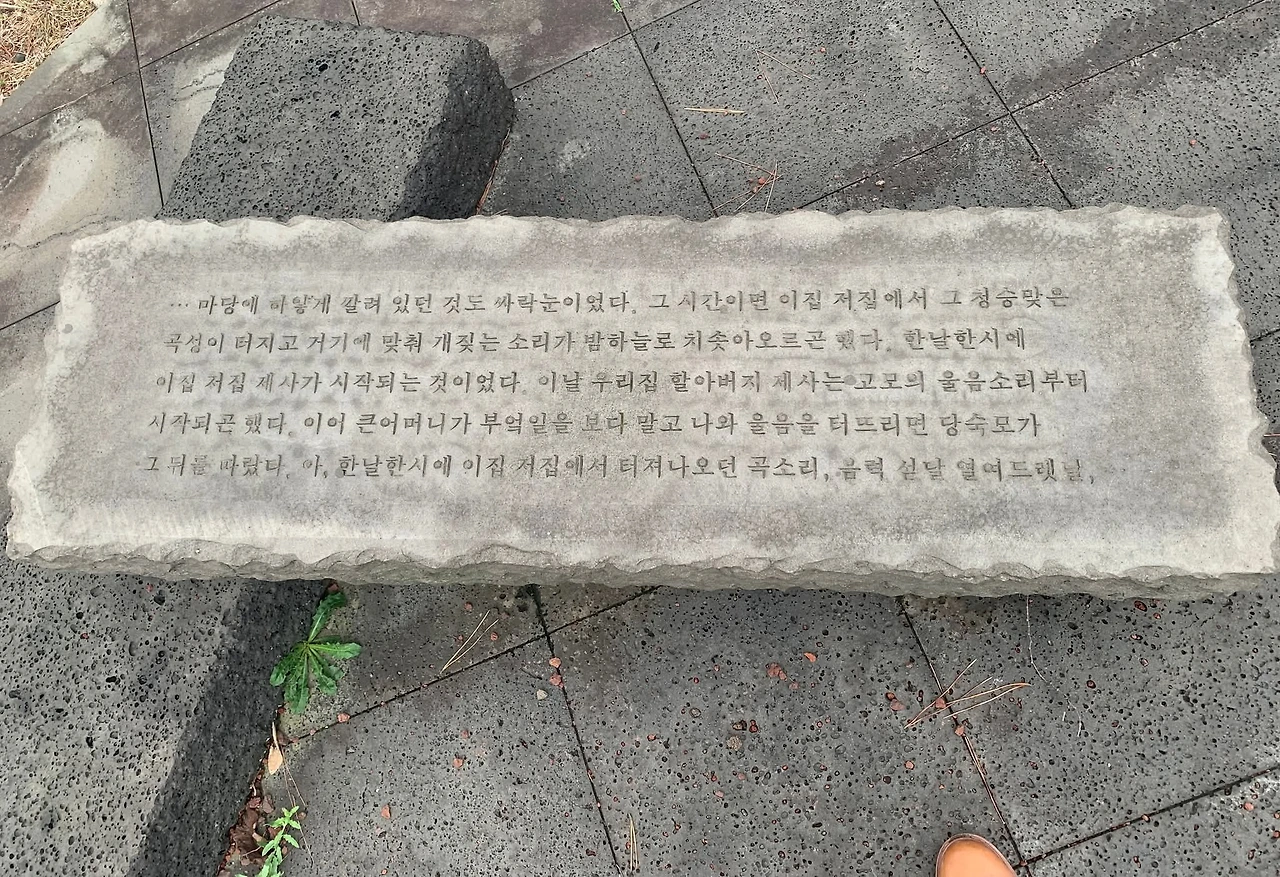 … 마당에 하얗게 깔려 있던 것도 싸락눈이었다. 그 시간이면 이집 저집에서 그 청승맞은
곡성이 터지고 거기에 맞춰 개짖는 소리가 밤하늘로 치솟아오르곤 했다. 한날한시에
이집 저집 제사가 시작되는 것이었다. 이날 우리집 할아버지 제사는 고모의 울음소리부터
시작되곤 했다. 이어 큰어머니가 부엌일을 보다 말고 나와 울음을 터뜨리면 당숙모가
그 뒤를 따랐다. 아, 한날한시에 이집 저집에서 터져나오던 곡소리, 음력 섣달 열여드렛날,